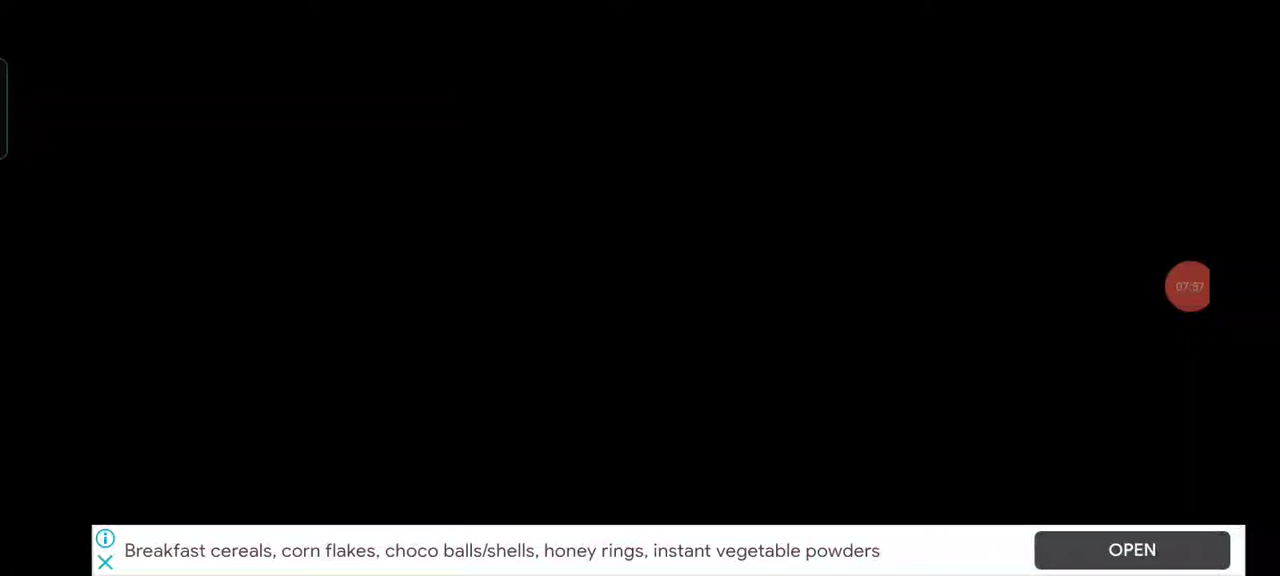 07:57
Breakfast cereals, corn flakes, choco balls/shells, honey rings, instant vegetable powders
OPEN